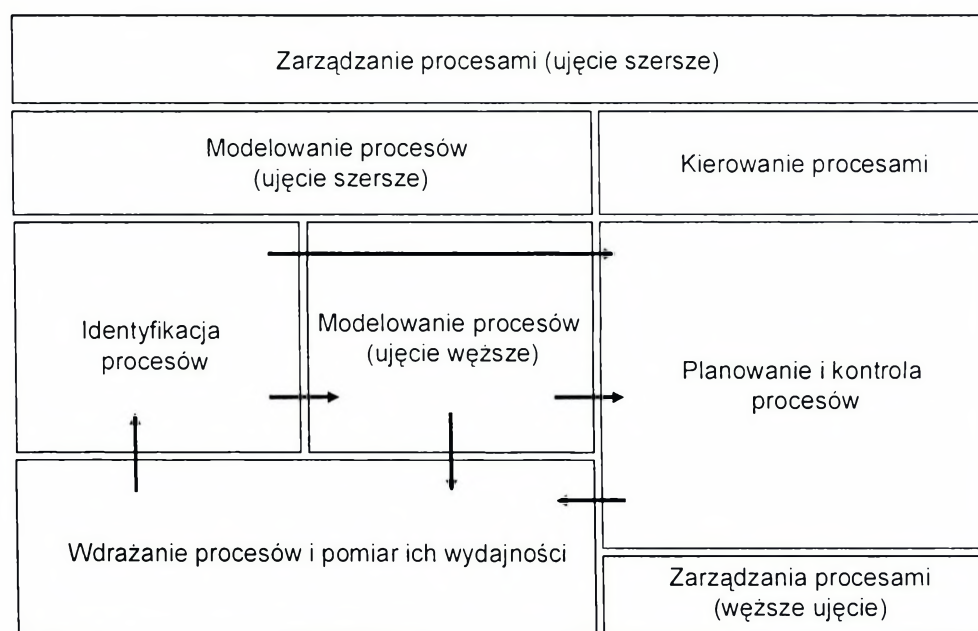 Zarządzanie procesami (ujęcie szersze)
Modelowanie procesów
(ujęcie szersze)
Kierowanie procesami
Identyfikacja
procesów
Modelowanie procesów
(ujęcie węższe)
Planowanie i kontrola
procesów
Wdrażanie procesów i pomiar ich wydajności
Zarządzania procesami
(węższe ujęcie)